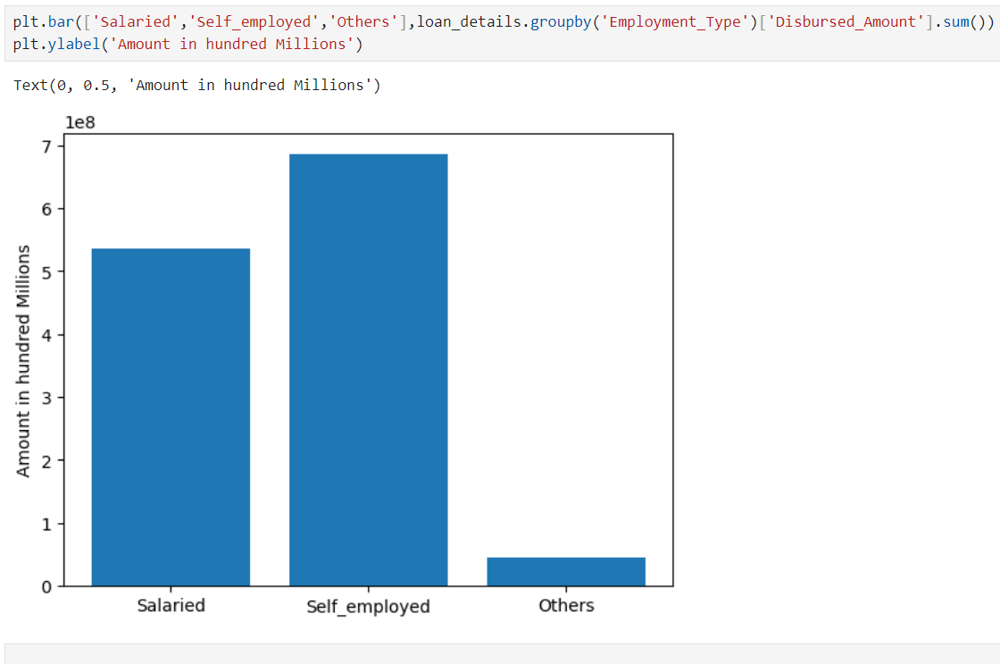 plt.bar(['Salaried','Self_employed','Others'],loan_details.groupby('Employment_Type')['Disbursed_Amount'].sum())
plt.ylabel('Amount in hundred Millions')
Text(0, 0.5, 'Amount in hundred Millions')
1e8
7
6
5
4
3
2
1
0
Amount in hundred Millions
Salaried Self_employed Others